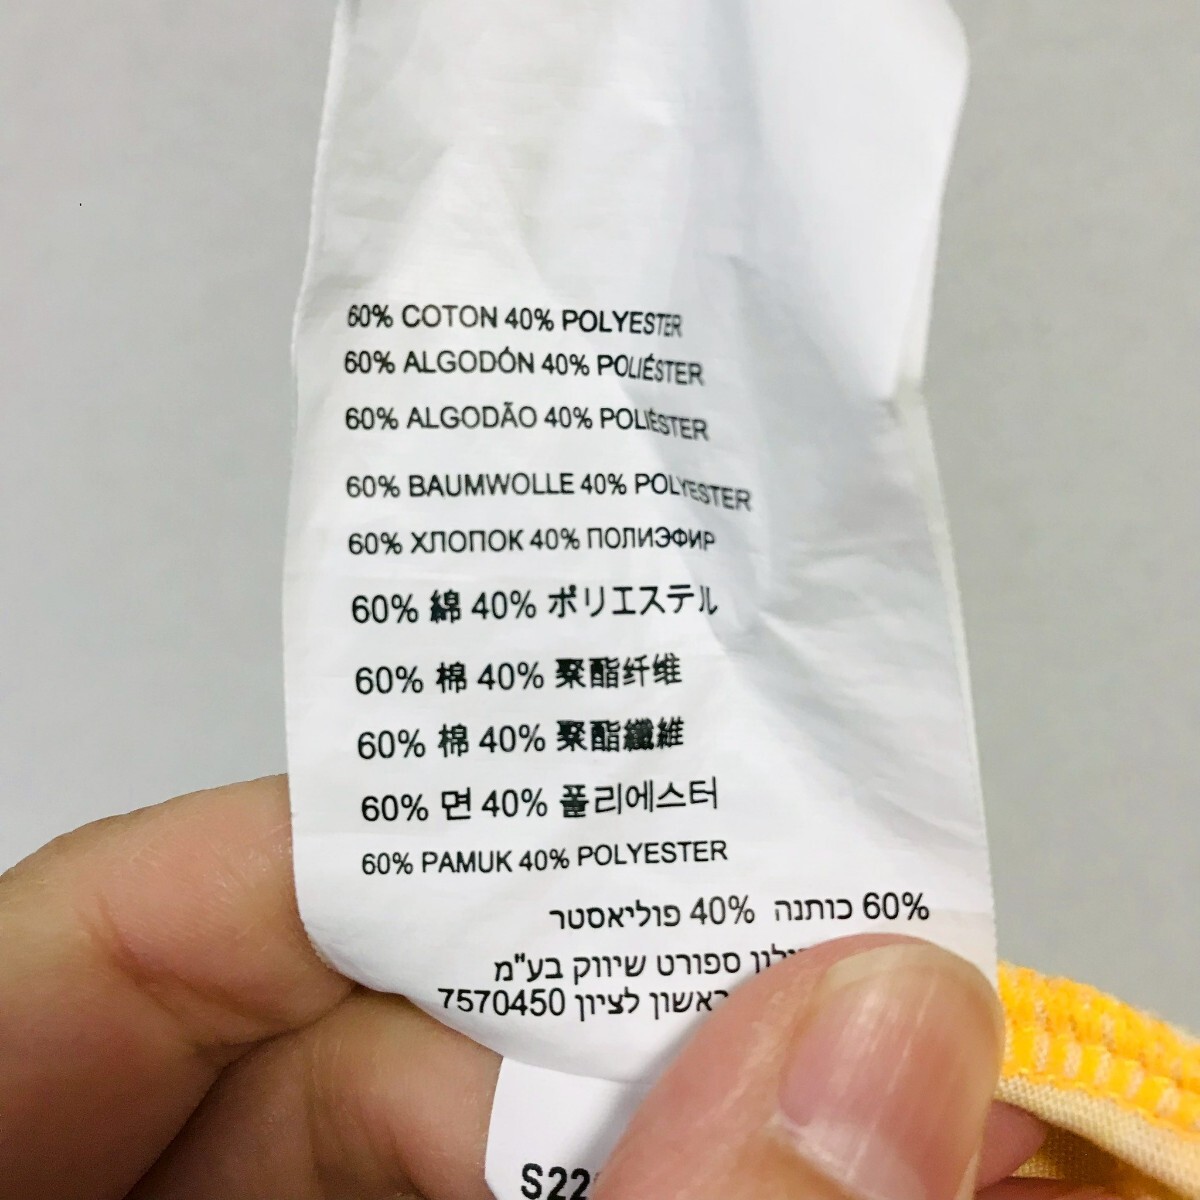 60% COTON 40% POLYESTER
60% ALGODÓN 40% POLIÉSTER
60% ALGODÃO 40% POLIÉSTER
60% BAUMWOLLE 40% POLYESTER
60% ХЛОПОК 40% ПОЛИЭФИР
60% 綿 40% ポリエステル
60% 棉 40% 聚酯纤维
60% 棉 40% 聚酯纖維
60% 면 40% 폴리에스터
60% PAMUK 40% POLYESTER
60% כותנה 40% פוליאסטר
ספורט שיווק בע"מ
ראשון לציון 7570450
S22